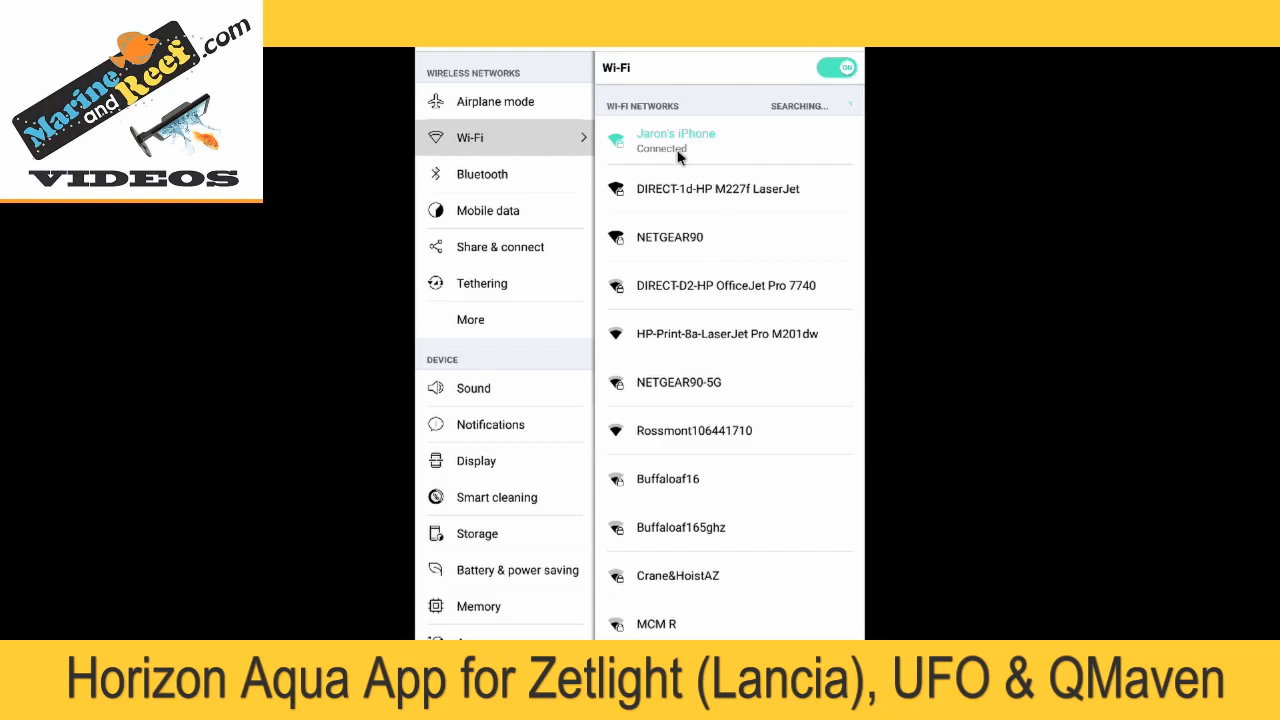 Marine and Reef .com
VIDEOS
WIRELESS NETWORKS
Airplane mode
Wi-Fi
Bluetooth
Mobile data
Share & connect
Tethering
More
DEVICE
Sound
Notifications
Display
Smart cleaning
Storage
Battery & power saving
Memory
Wi-Fi
ON
WI-FI NETWORKS SEARCHING...
Jaron's iPhone
Connected
DIRECT-1d-HP M227f LaserJet
NETGEAR90
DIRECT-D2-HP OfficeJet Pro 7740
HP-Print-8a-LaserJet Pro M201dw
NETGEAR90-5G
Rossmont106441710
Buffaloaf16
Buffaloaf165ghz
Crane&HoistAZ
MCM R
Horizon Aqua App for Zetlight (Lancia), UFO & QMaven